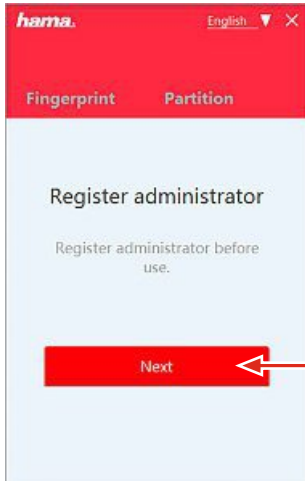 hama.
English
Fingerprint Partition
Register administrator
Register administrator before
use.
Next